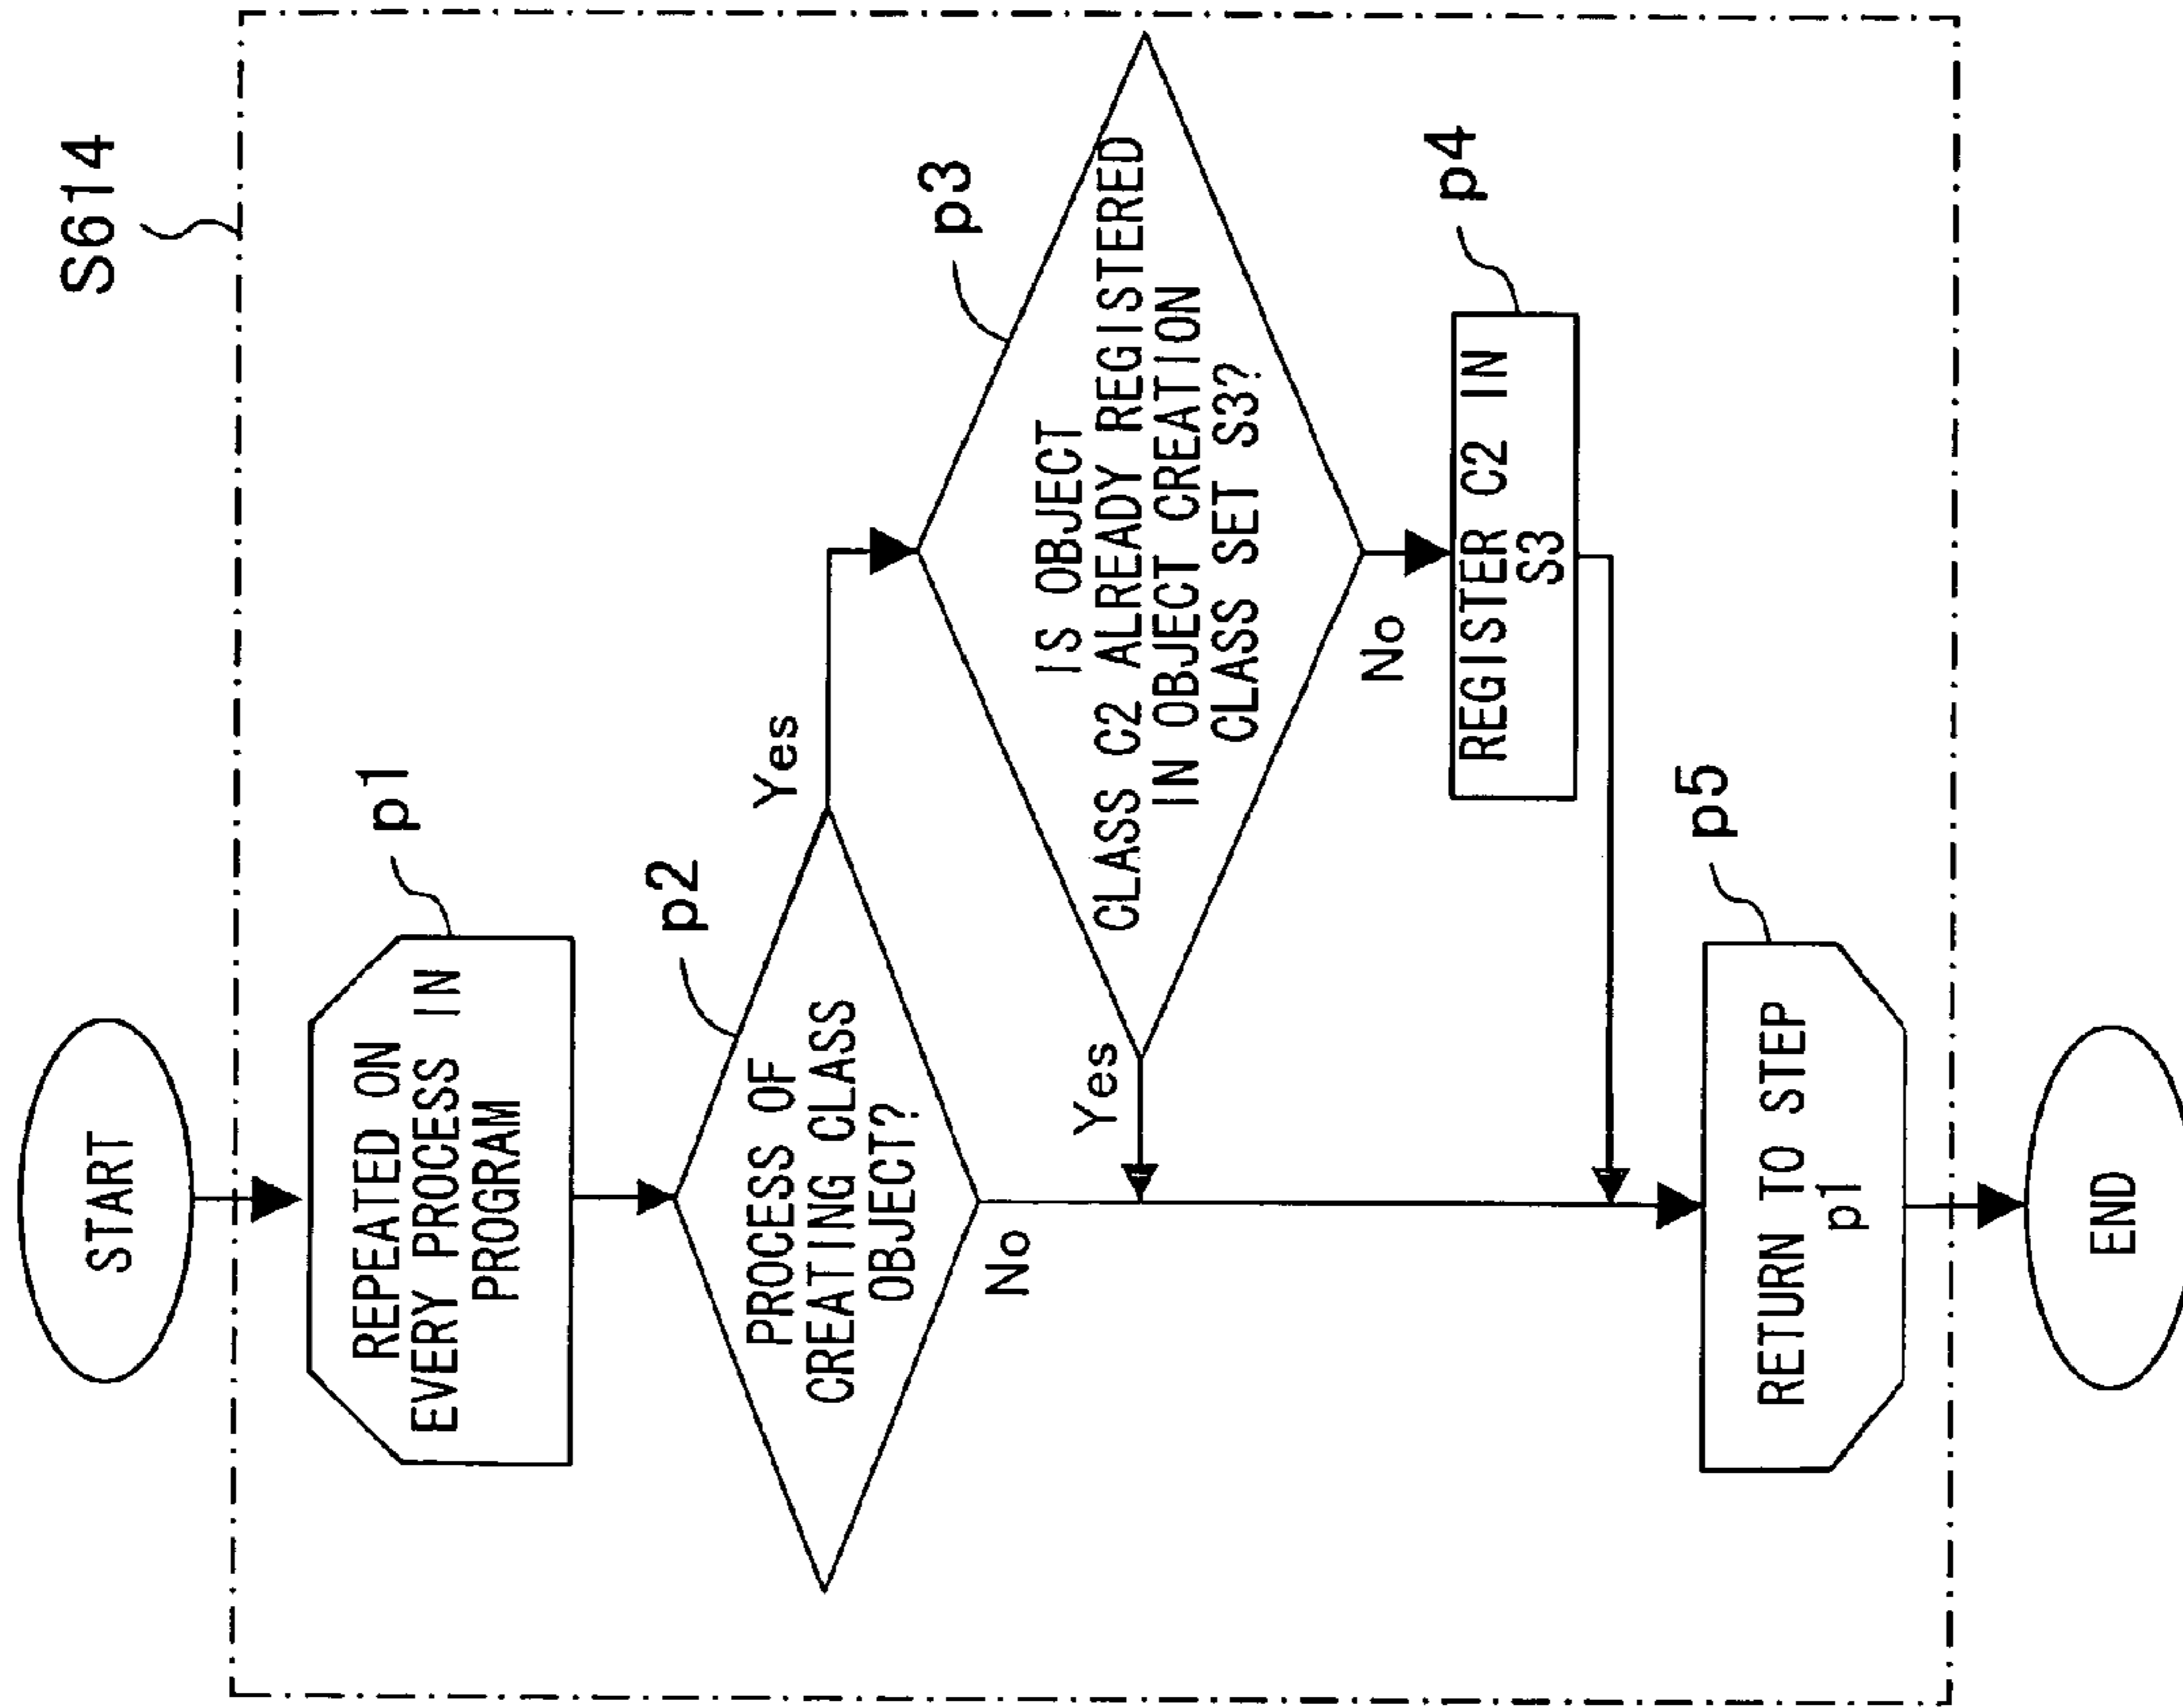 S614
START
p1
REPEATED ON
EVERY PROCESS IN
PROGRAM
p2
PROCESS OF
CREATING CLASS
OBJECT?
Yes
No
p3
IS OBJECT
CLASS C2 ALREADY REGISTERED
IN OBJECT CREATION
CLASS SET S3?
Yes
No
p4
REGISTER C2 IN
S3
p5
RETURN TO STEP
p1
END